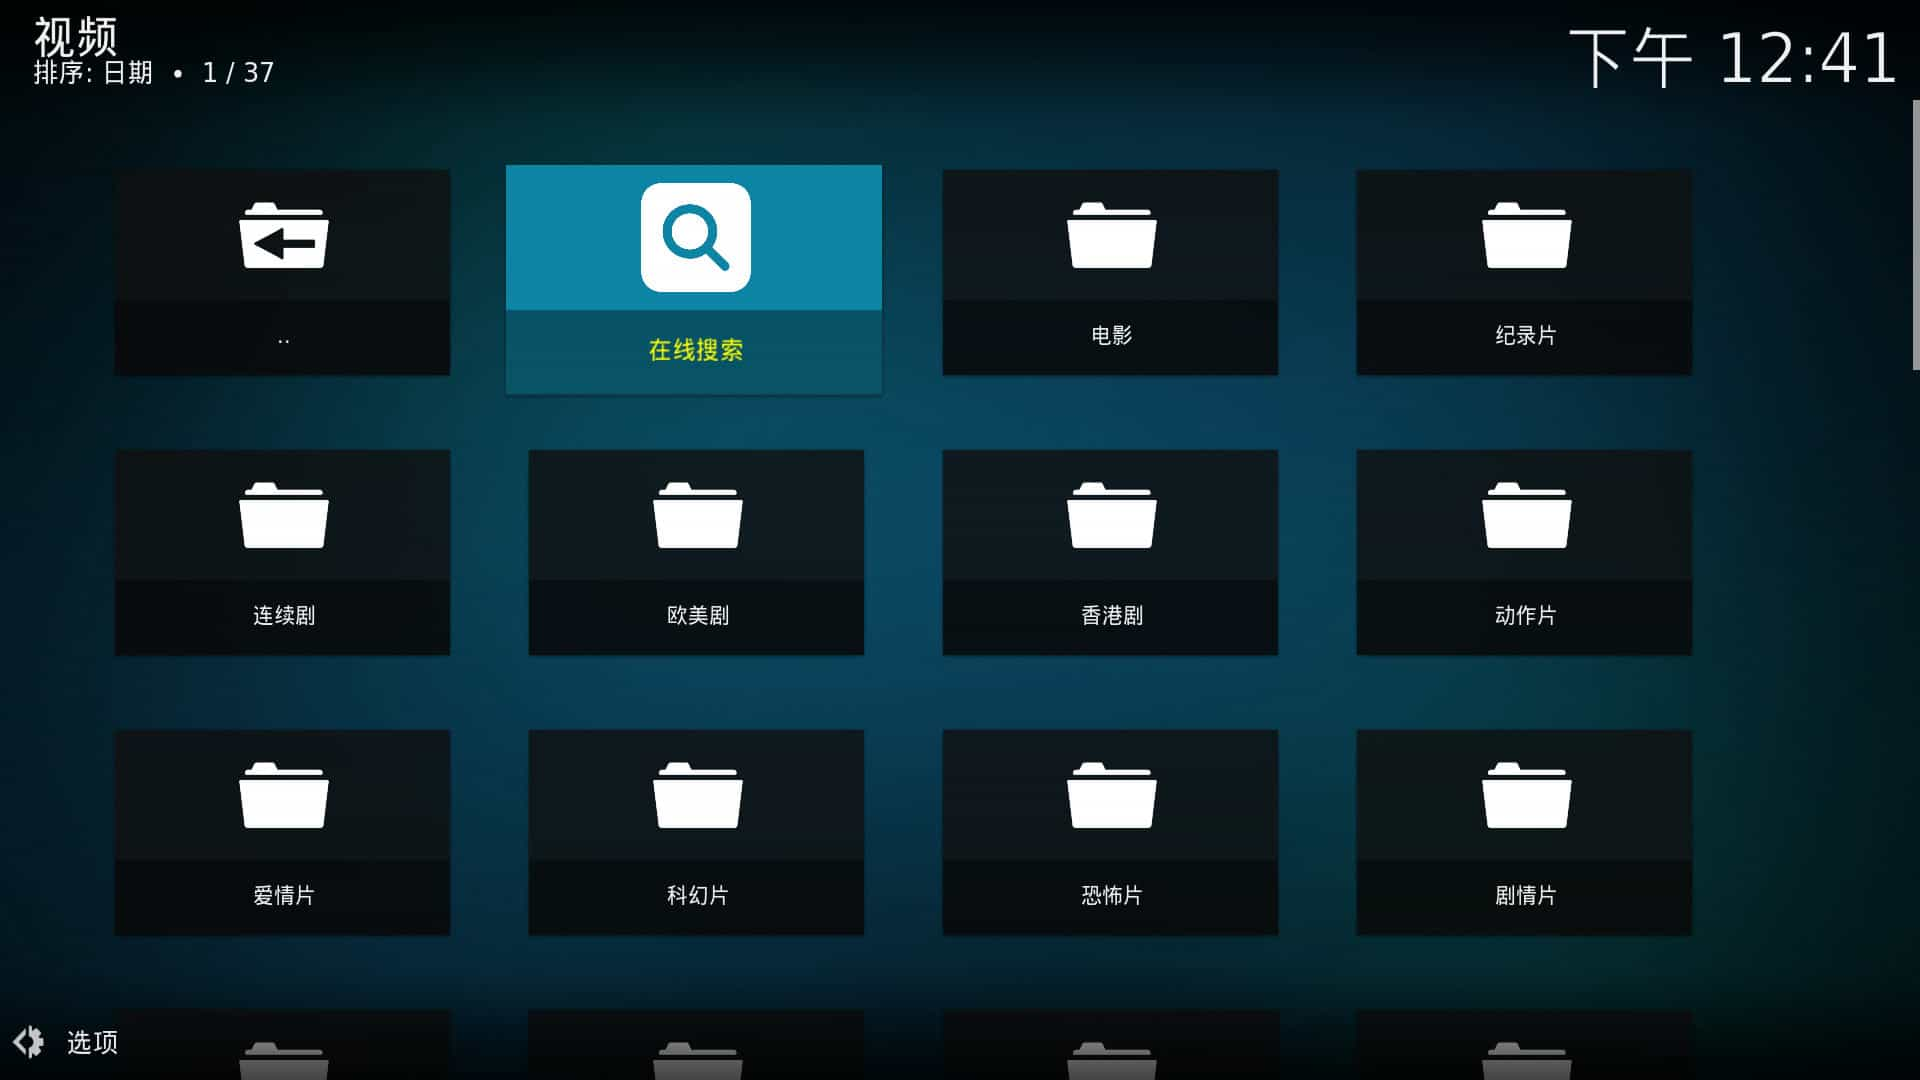 视频
排序: 日期 • 1 / 37
下午 12:41
..
在线搜索
电影
纪录片
连续剧
欧美剧
香港剧
动作片
爱情片
科幻片
恐怖片
剧情片
选项